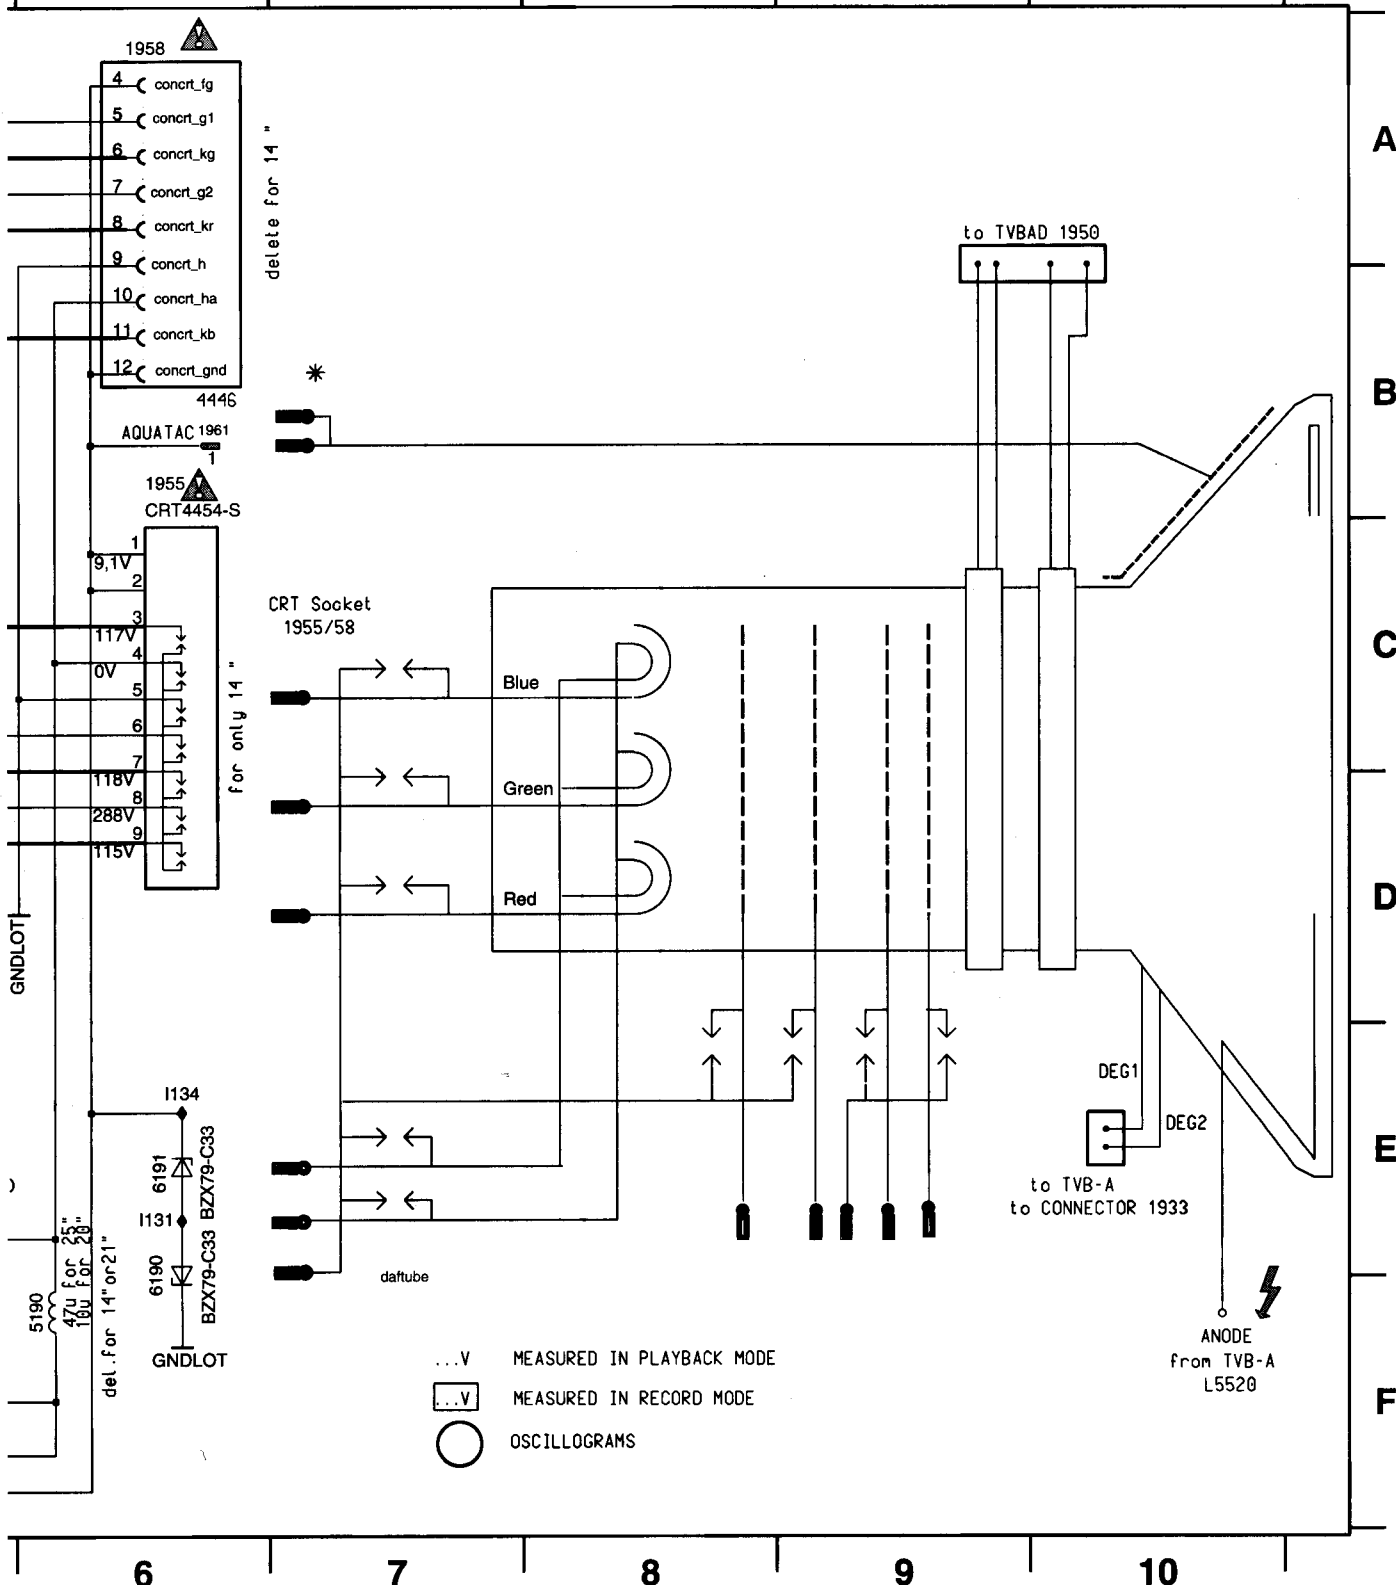 1958
4 concrt_fg
5 concrt_g1
6 concrt_kg
7 concrt_g2
8 concrt_kr
9 concrt_h
10 concrt_ha
11 concrt_kb
12 concrt_gnd
4446
delete for 14 "
A
to TVBAD 1950
B
*
AQUATAC 1961
1
1955
CRT4454-S
1
9,1V
2
3
117V
4
0V
5
6
7
118V
8
288V
9
115V
for only 14 "
CRT Socket
1955/58
Blue
Green
Red
C
D
GNDLOT
I134
6191
BZX79-C33
I131
6190
BZX79-C33
GNDLOT
5190
47u for 25"
10u for 20"
del.for 14"or21"
daftube
DEG1
DEG2
to TVB-A
to CONNECTOR 1933
E
ANODE
from TVB-A
L5520
...V MEASURED IN PLAYBACK MODE
...V MEASURED IN RECORD MODE
OSCILLOGRAMS
F
6 7 8 9 10